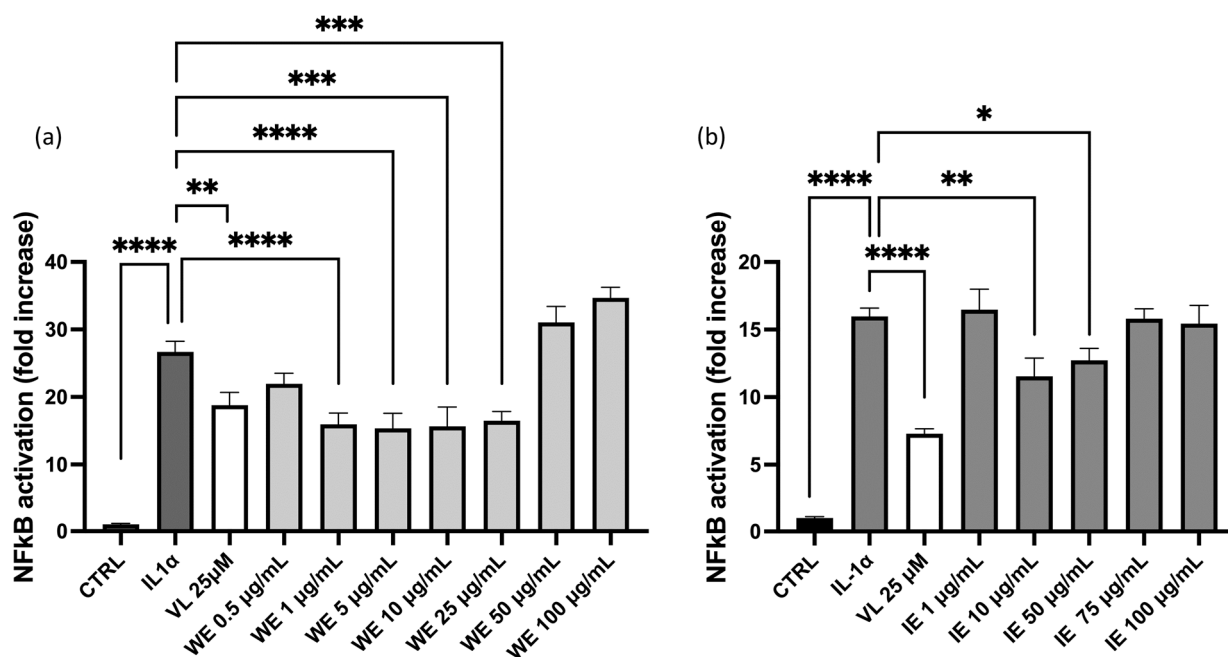 (a)
***
***
****
**
****
****
NFkB activation (fold increase)
40
30
20
10
0
CTRL
IL1α
VL 25µM
WE 0.5 µg/mL
WE 1 µg/mL
WE 5 µg/mL
WE 10 µg/mL
WE 25 µg/mL
WE 50 µg/mL
WE 100 µg/mL
(b)
*
****
**
****
NFkB activation (fold increase)
20
15
10
5
0
CTRL
IL-1α
VL 25 µM
IE 1 µg/mL
IE 10 µg/mL
IE 50 µg/mL
IE 75 µg/mL
IE 100 µg/mL